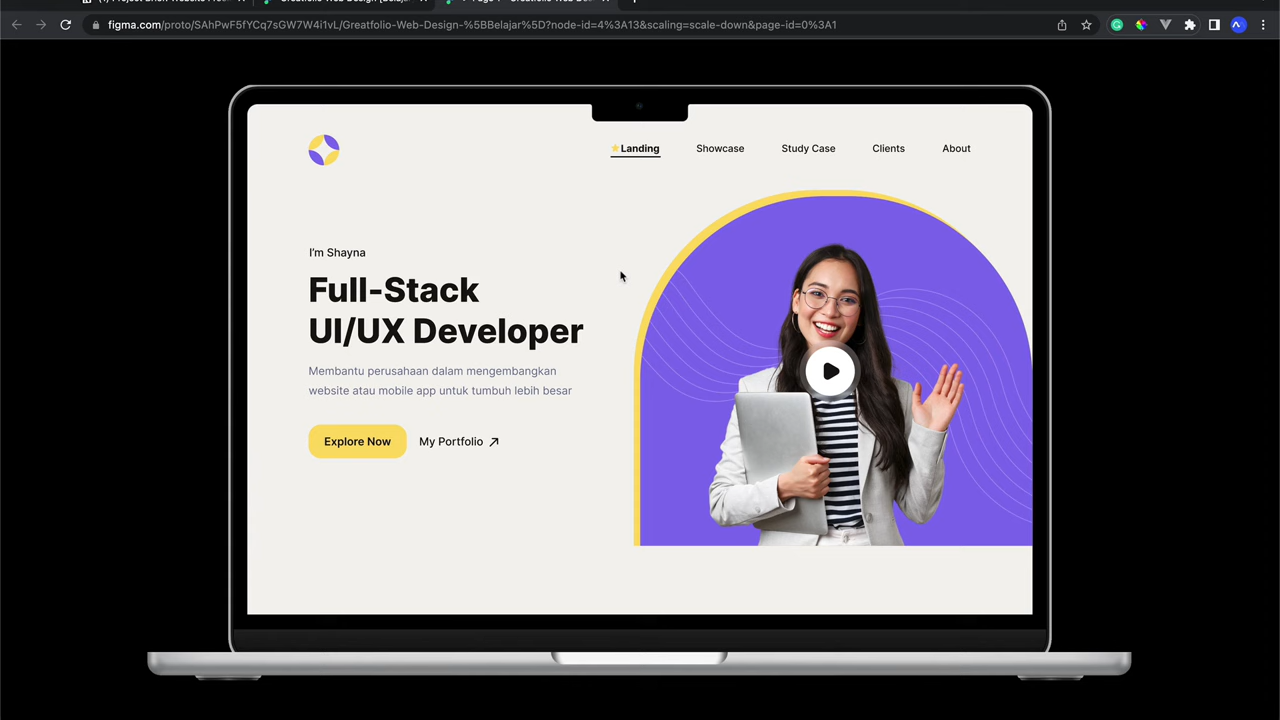 figma.com/proto/SAhPwF5fYCq7sGW7W4i1vL/Greatfolio-Web-Design-%5BBelajar%5D?node-id=4%3A13&scaling=scale-down&page-id=0%3A1
Landing
Showcase
Study Case
Clients
About
I'm Shayna
Full-Stack
UI/UX Developer
Membantu perusahaan dalam mengembangkan
website atau mobile app untuk tumbuh lebih besar
Explore Now
My Portfolio